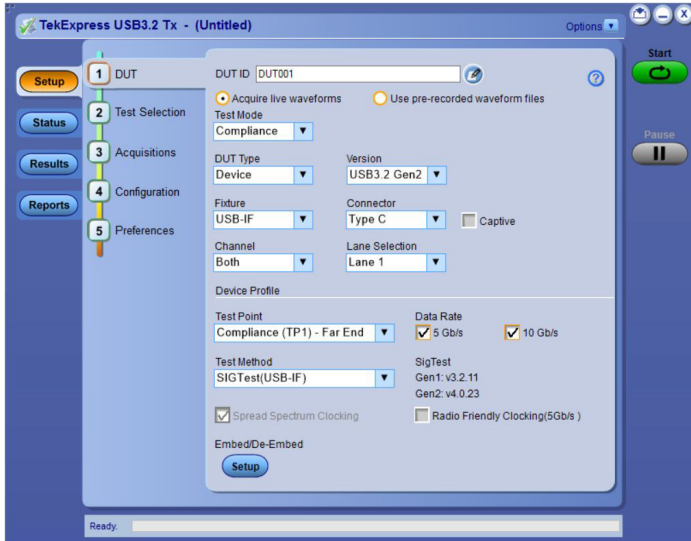 TekExpress USB3.2 Tx - (Untitled)
Options
Start
Pause
Setup
Status
Results
Reports
1 DUT
2 Test Selection
3 Acquisitions
4 Configuration
5 Preferences
DUT ID DUT001
Acquire live waveforms Use pre-recorded waveform files
Test Mode
Compliance
DUT Type Version
Device USB3.2 Gen2
Fixture Connector
USB-IF Type C Captive
Channel Lane Selection
Both Lane 1
Device Profile
Test Point Data Rate
Compliance (TP1) - Far End 5 Gb/s 10 Gb/s
Test Method SigTest
SIGTest(USB-IF) Gen1: v3.2.11
Gen2: v4.0.23
Spread Spectrum Clocking Radio Friendly Clocking(5Gb/s )
Embed/De-Embed
Setup
Ready.